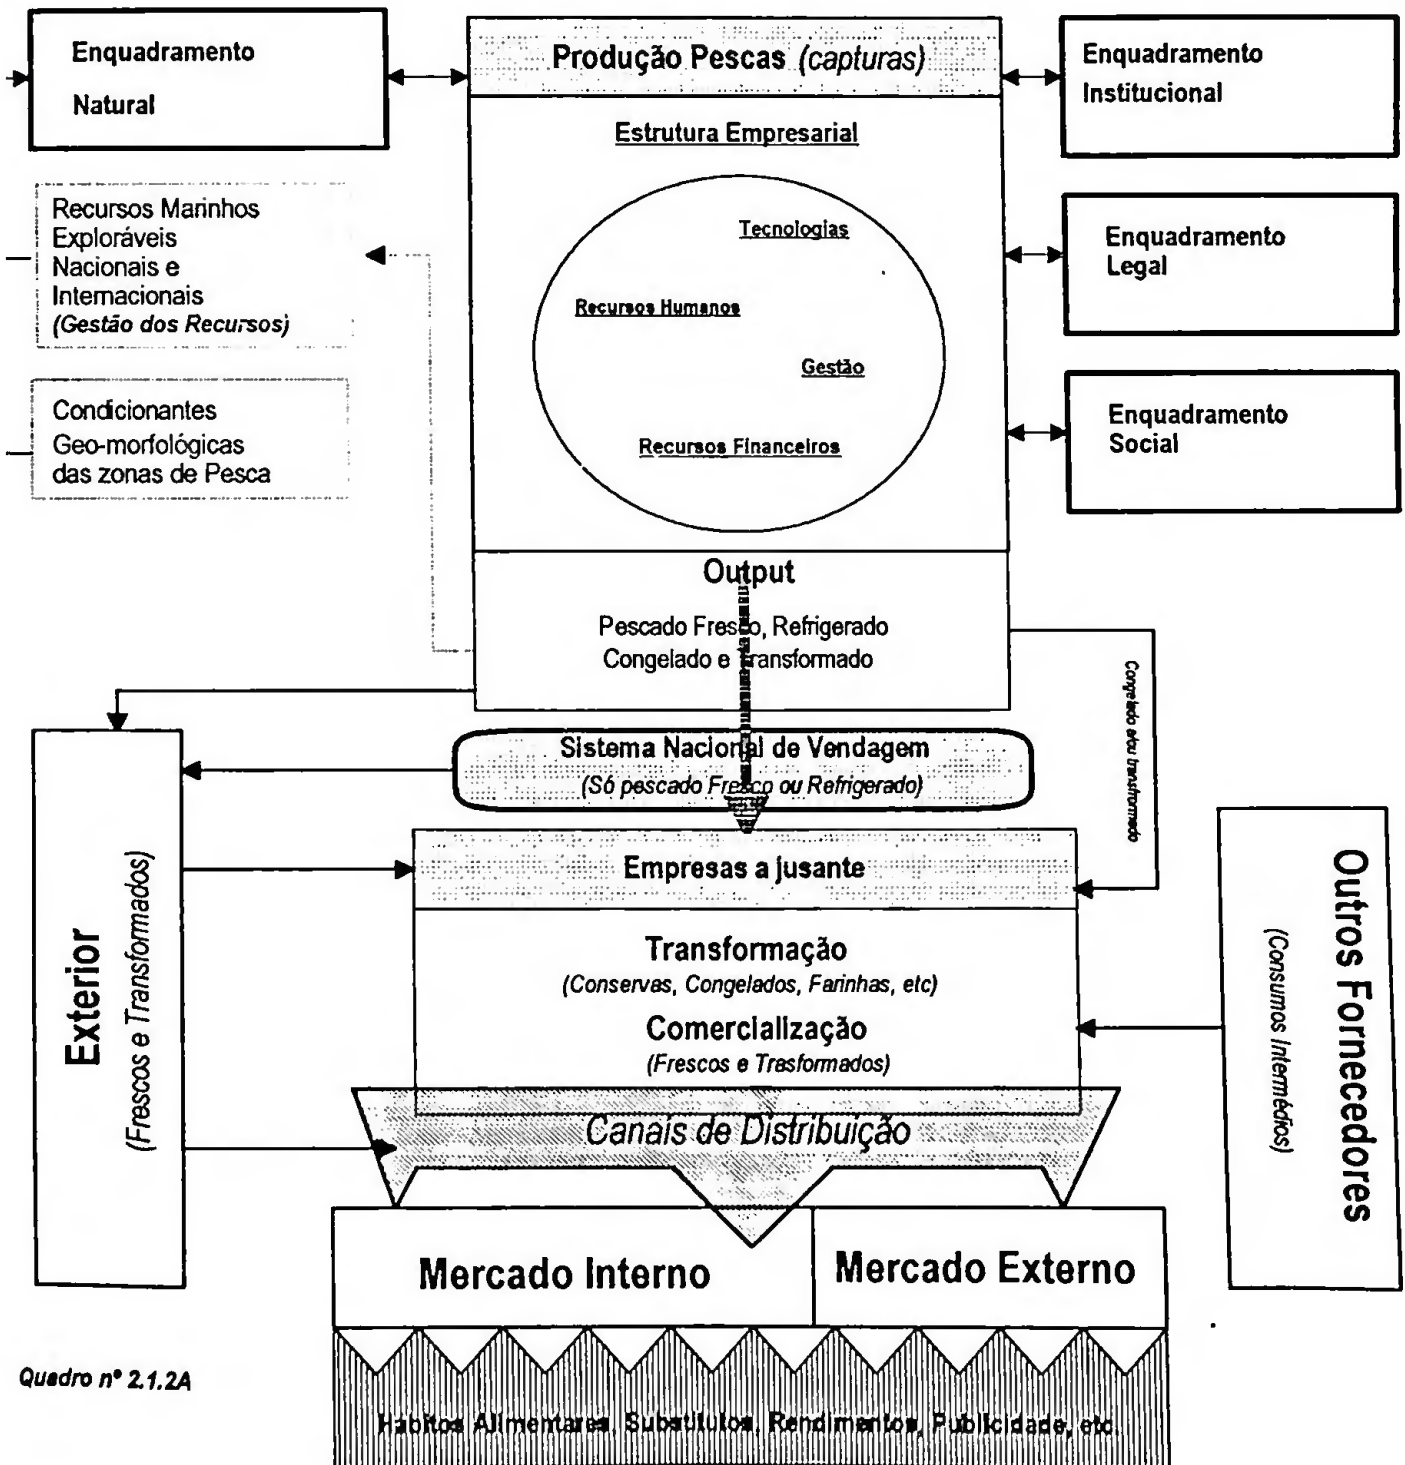 Enquadramento
Natural
Produção Pescas (capturas)
Enquadramento
Institucional
Estrutura Empresarial
Recursos Marinhos
Exploráveis
Nacionais e
Internacionais
(Gestão dos Recursos)
Tecnologias
Recursos Humanos
Gestão
Recursos Financeiros
Enquadramento
Legal
Condicionantes
Geo-morfológicas
das zonas de Pesca
Enquadramento
Social
Output
Pescado Fresco, Refrigerado
Congelado e Transformado
Congelado e/ou transfromado
Sistema Nacional de Vendagem
(Só pescado Fresco ou Refrigerado)
Exterior
(Frescos e Transformados)
Empresas a jusante
Transformação
(Conservas, Congelados, Farinhas, etc)
Comercialização
(Frescos e Trasformados)
Outros Fornecedores
(Consumos Intermédios)
Canais de Distribuição
Mercado Interno
Mercado Externo
Quadro nº 2.1.2A
Hábitos Alimentares, Substitutos, Rendimentos, Publicidade, etc